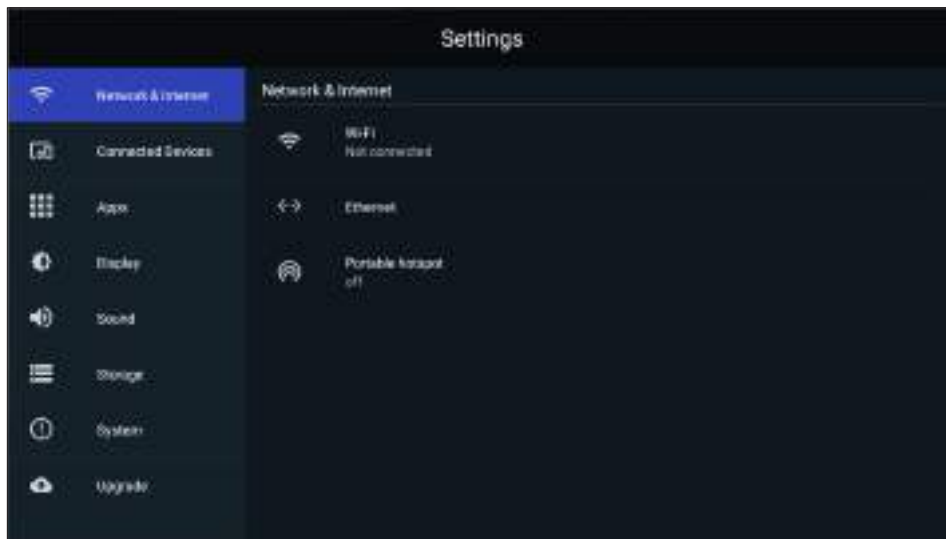 Settings
Network & Internet
Connected Devices
Apps
Display
Sound
Storage
System
Upgrade
Network & Internet
Wi-Fi
Not connected
Ethernet
Portable hotspot
off